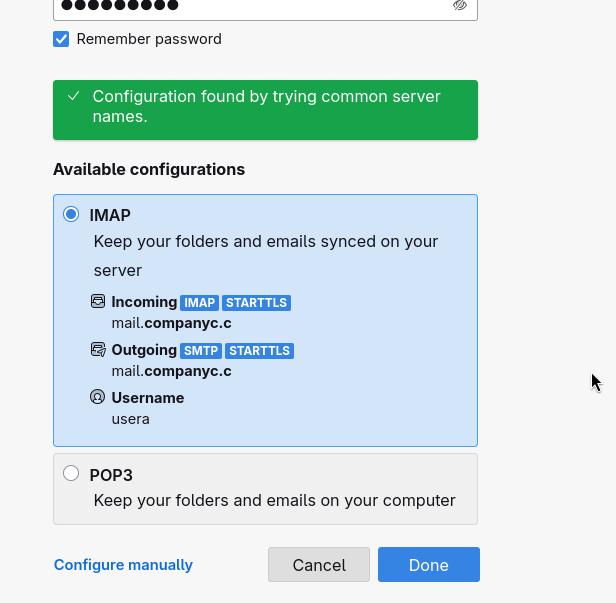 ●●●●●●●●●
Remember password
Configuration found by trying common server
names.
Available configurations
IMAP
Keep your folders and emails synced on your
server
Incoming IMAP STARTTLS
mail.companyc.c
Outgoing SMTP STARTTLS
mail.companyc.c
Username
usera
POP3
Keep your folders and emails on your computer
Configure manually Cancel Done